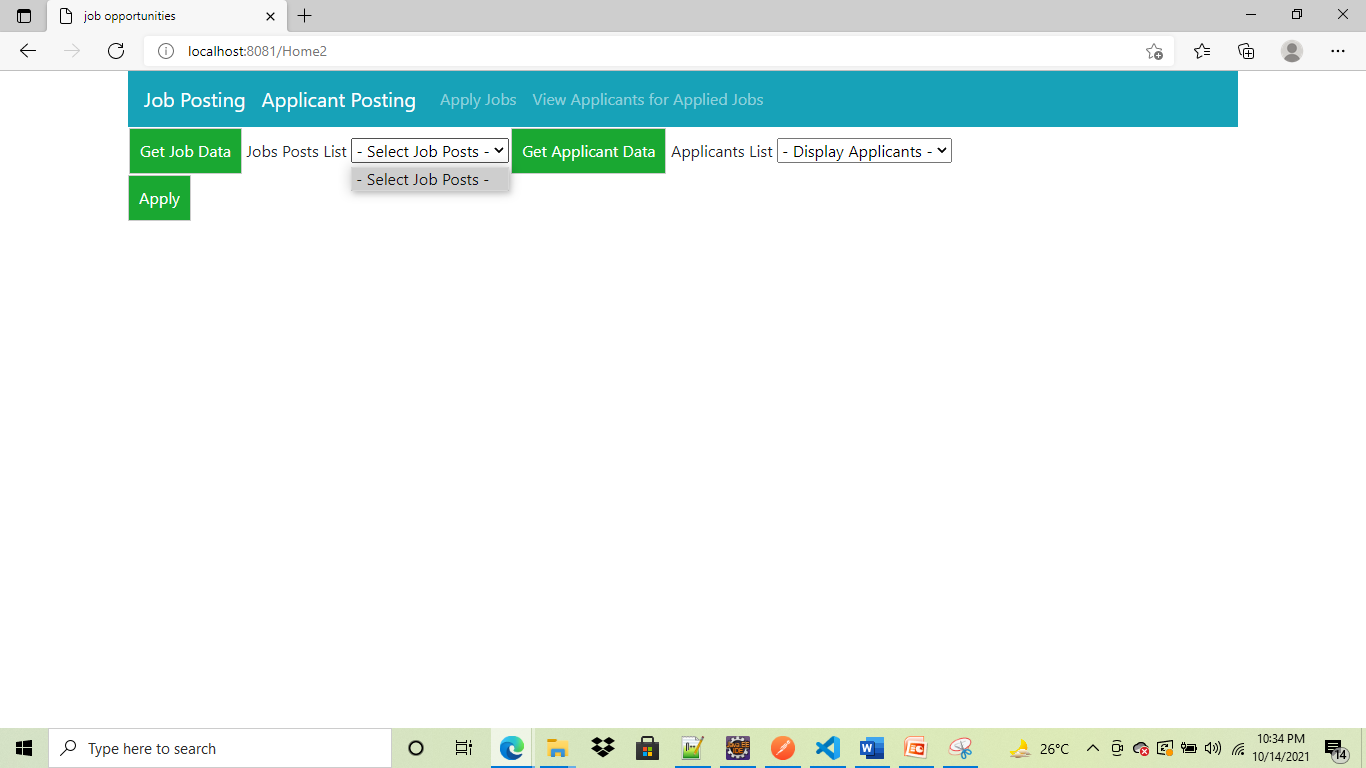 job opportunities
localhost:8081/Home2
Job Posting Applicant Posting Apply Jobs View Applicants for Applied Jobs
Get Job Data Jobs Posts List - Select Job Posts - Get Applicant Data Applicants List - Display Applicants -
- Select Job Posts -
Apply
Type here to search 26°C 10:34 PM
10/14/2021 14